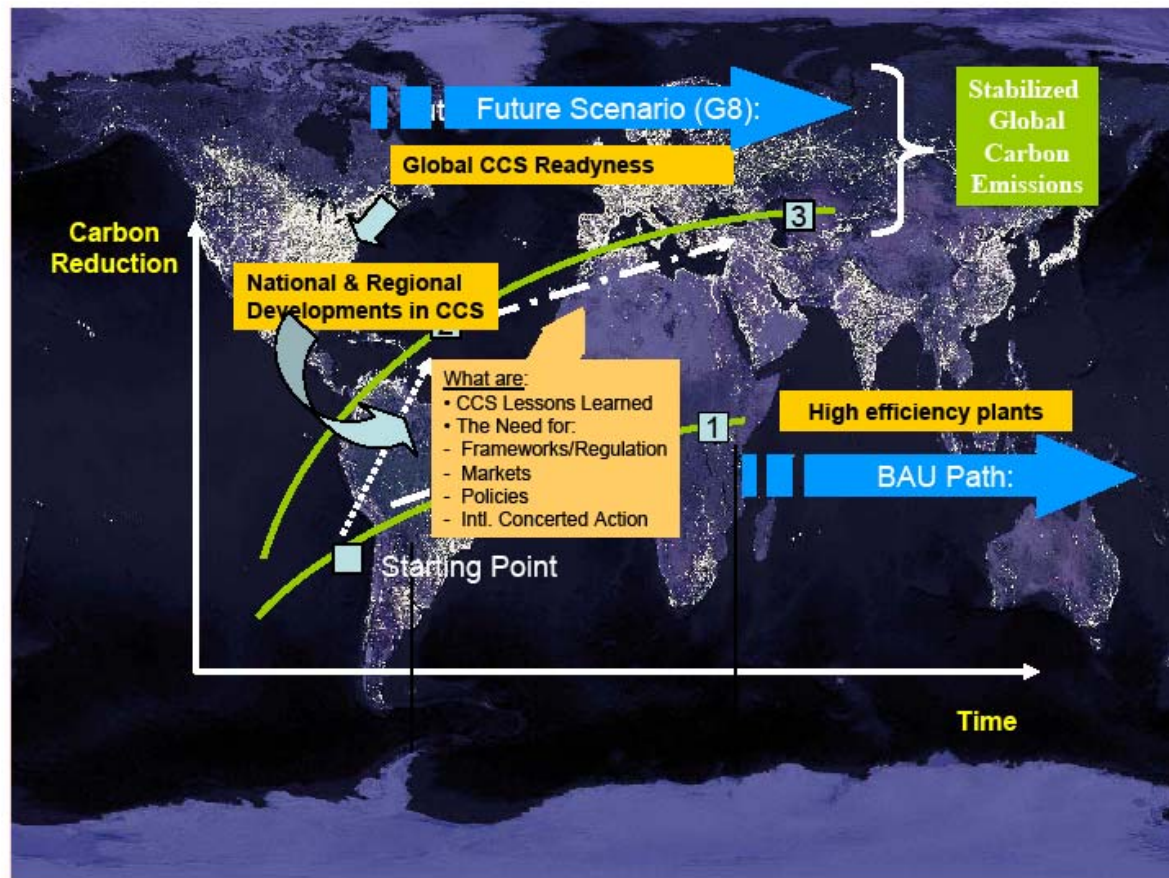 Future Scenario (G8):
Stabilized
Global
Carbon
Emissions
Global CCS Readyness
3
Carbon
Reduction
National & Regional
Developments in CCS
2
What are:
• CCS Lessons Learned
• The Need for:
- Frameworks/Regulation
- Markets
- Policies
- Intl. Concerted Action
1
High efficiency plants
BAU Path:
Starting Point
Time